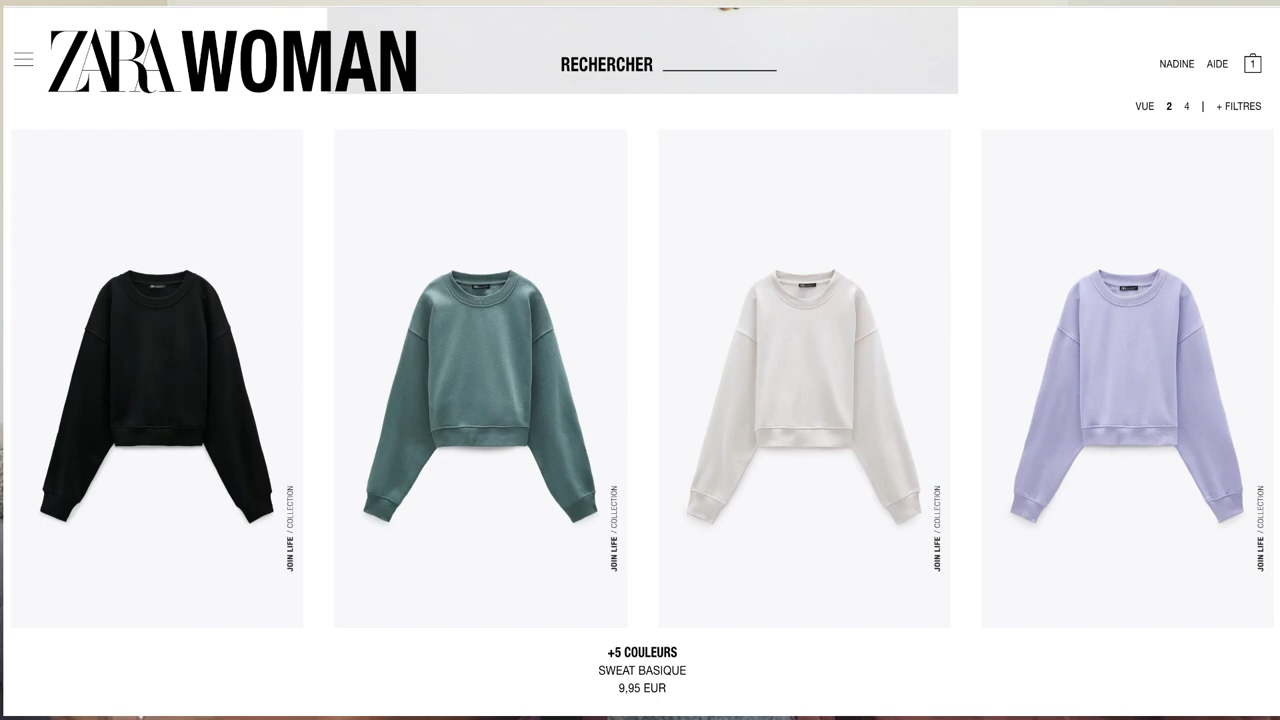 ZARA WOMAN
RECHERCHER
NADINE AIDE 1
VUE 2 4 | + FILTRES
JOIN LIFE / COLLECTION
JOIN LIFE / COLLECTION
JOIN LIFE / COLLECTION
JOIN LIFE / COLLECTION
+5 COULEURS
SWEAT BASIQUE
9,95 EUR